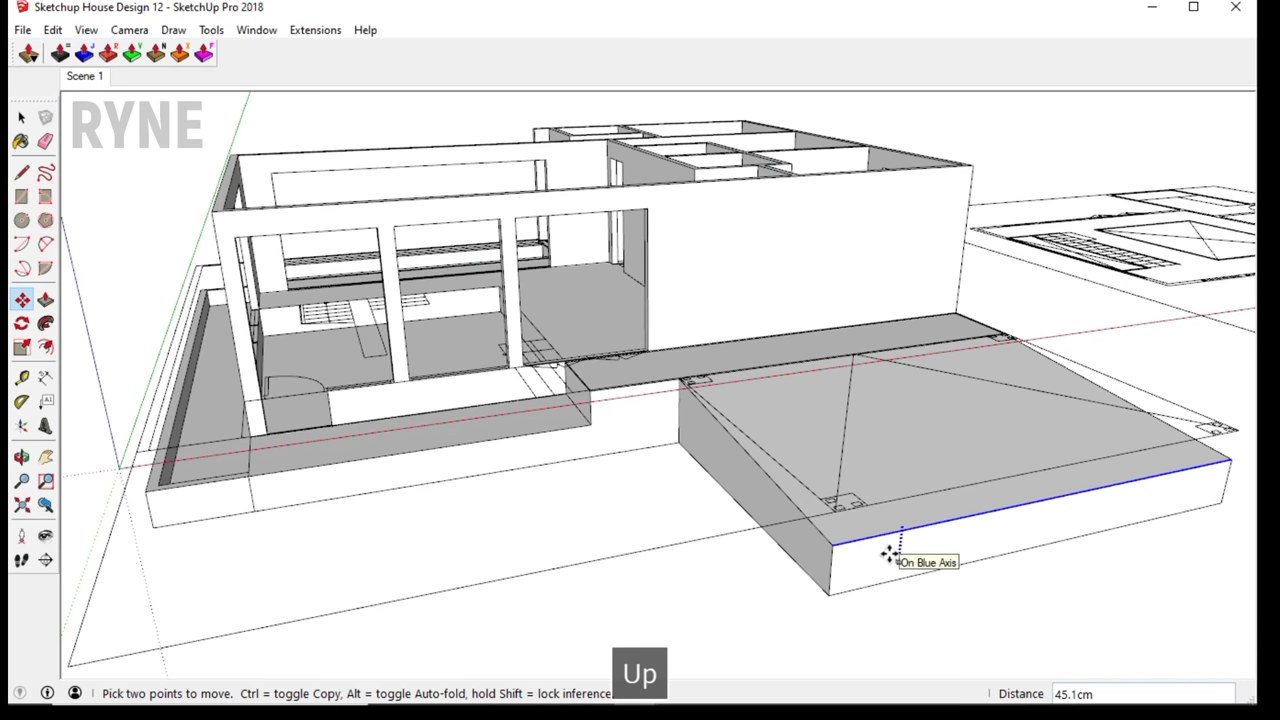 Sketchup House Design 12 - SketchUp Pro 2018
File Edit View Camera Draw Tools Window Extensions Help
= J R V N X F
Scene 1
RYNE
A1
On Blue Axis
Up
Pick two points to move. Ctrl = toggle Copy, Alt = toggle Auto-fold, hold Shift = lock inference
Distance 45.1cm